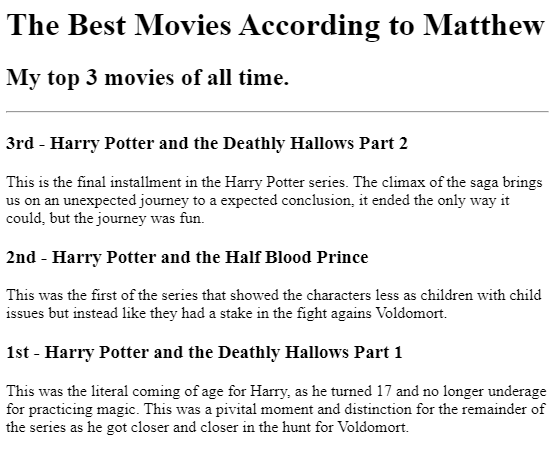 The Best Movies According to Matthew
My top 3 movies of all time.
3rd - Harry Potter and the Deathly Hallows Part 2
This is the final installment in the Harry Potter series. The climax of the saga brings
us on an unexpected journey to a expected conclusion, it ended the only way it
could, but the journey was fun.
2nd - Harry Potter and the Half Blood Prince
This was the first of the series that showed the characters less as children with child
issues but instead like they had a stake in the fight agains Voldomort.
1st - Harry Potter and the Deathly Hallows Part 1
This was the literal coming of age for Harry, as he turned 17 and no longer underage
for practicing magic. This was a pivital moment and distinction for the remainder of
the series as he got closer and closer in the hunt for Voldomort.